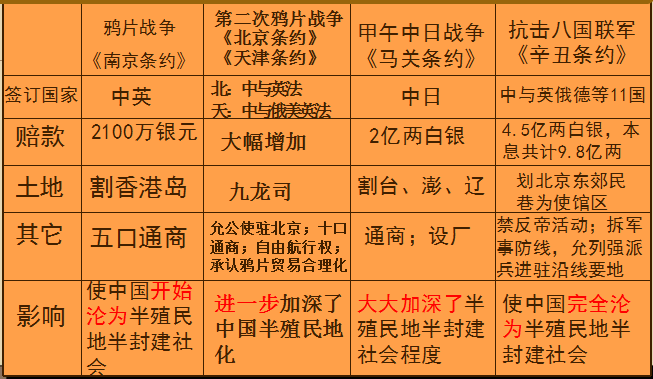 鸦片战争
《南京条约》
第二次鸦片战争
《北京条约》
《天津条约》
甲午中日战争
《马关条约》
抗击八国联军
《辛丑条约》
签订国家
中英
北：中与英法
天：中与俄美英法
中日
中与英俄德等11国
赔款
2100万银元
大幅增加
2亿两白银
4.5亿两白银，本
息共计9.8亿两
土地
割香港岛
九龙司
割台、澎、辽
划北京东郊民
巷为使馆区
其它
五口通商
允公使驻北京；十口
通商；自由航行权；
承认鸦片贸易合理化
通商；设厂
禁反帝活动；拆军
事防线，允列强派
兵进驻沿线要地
影响
使中国开始
沦为半殖民
地半封建社
会
进一步加深了
中国半殖民地
化
大大加深了半
殖民地半封建
社会程度
使中国完全沦
为半殖民地半
封建社会